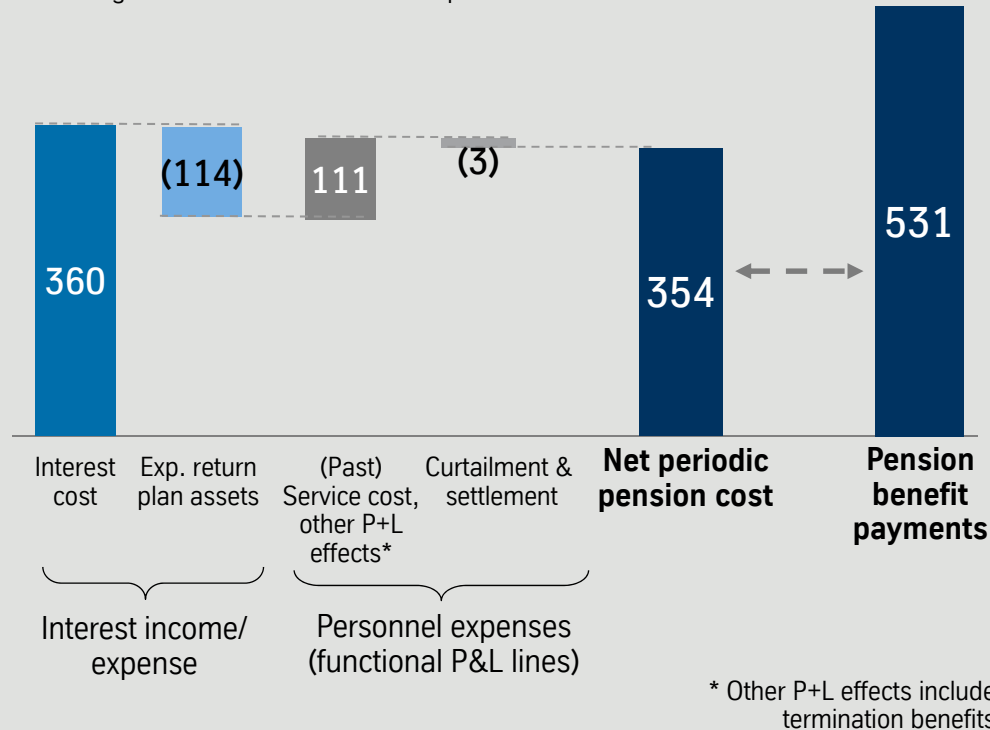 360
(114)
111
(3)
354
531
Interest
cost
Exp. return
plan assets
(Past)
Service cost,
other P+L
effects*
Curtailment &
settlement
Net periodic
pension cost
Pension
benefit
payments
Interest income/
expense
Personnel expenses
(functional P&L lines)
* Other P+L effects include
termination benefits